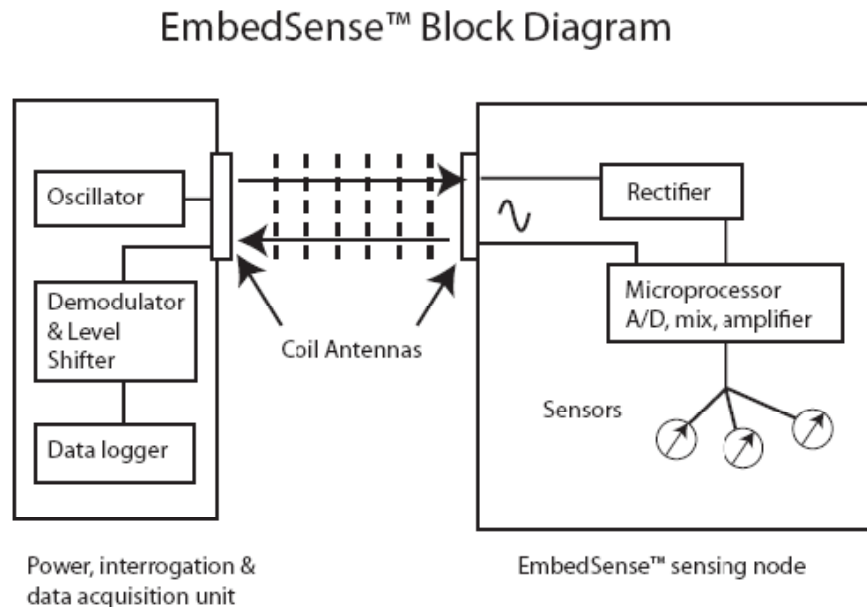 EmbedSense™ Block Diagram
Oscillator
Demodulator
& Level
Shifter
Data logger
Coil Antennas
Rectifier
Microprocessor
A/D, mix, amplifier
Sensors
Power, interrogation &
data acquisition unit
EmbedSense™ sensing node